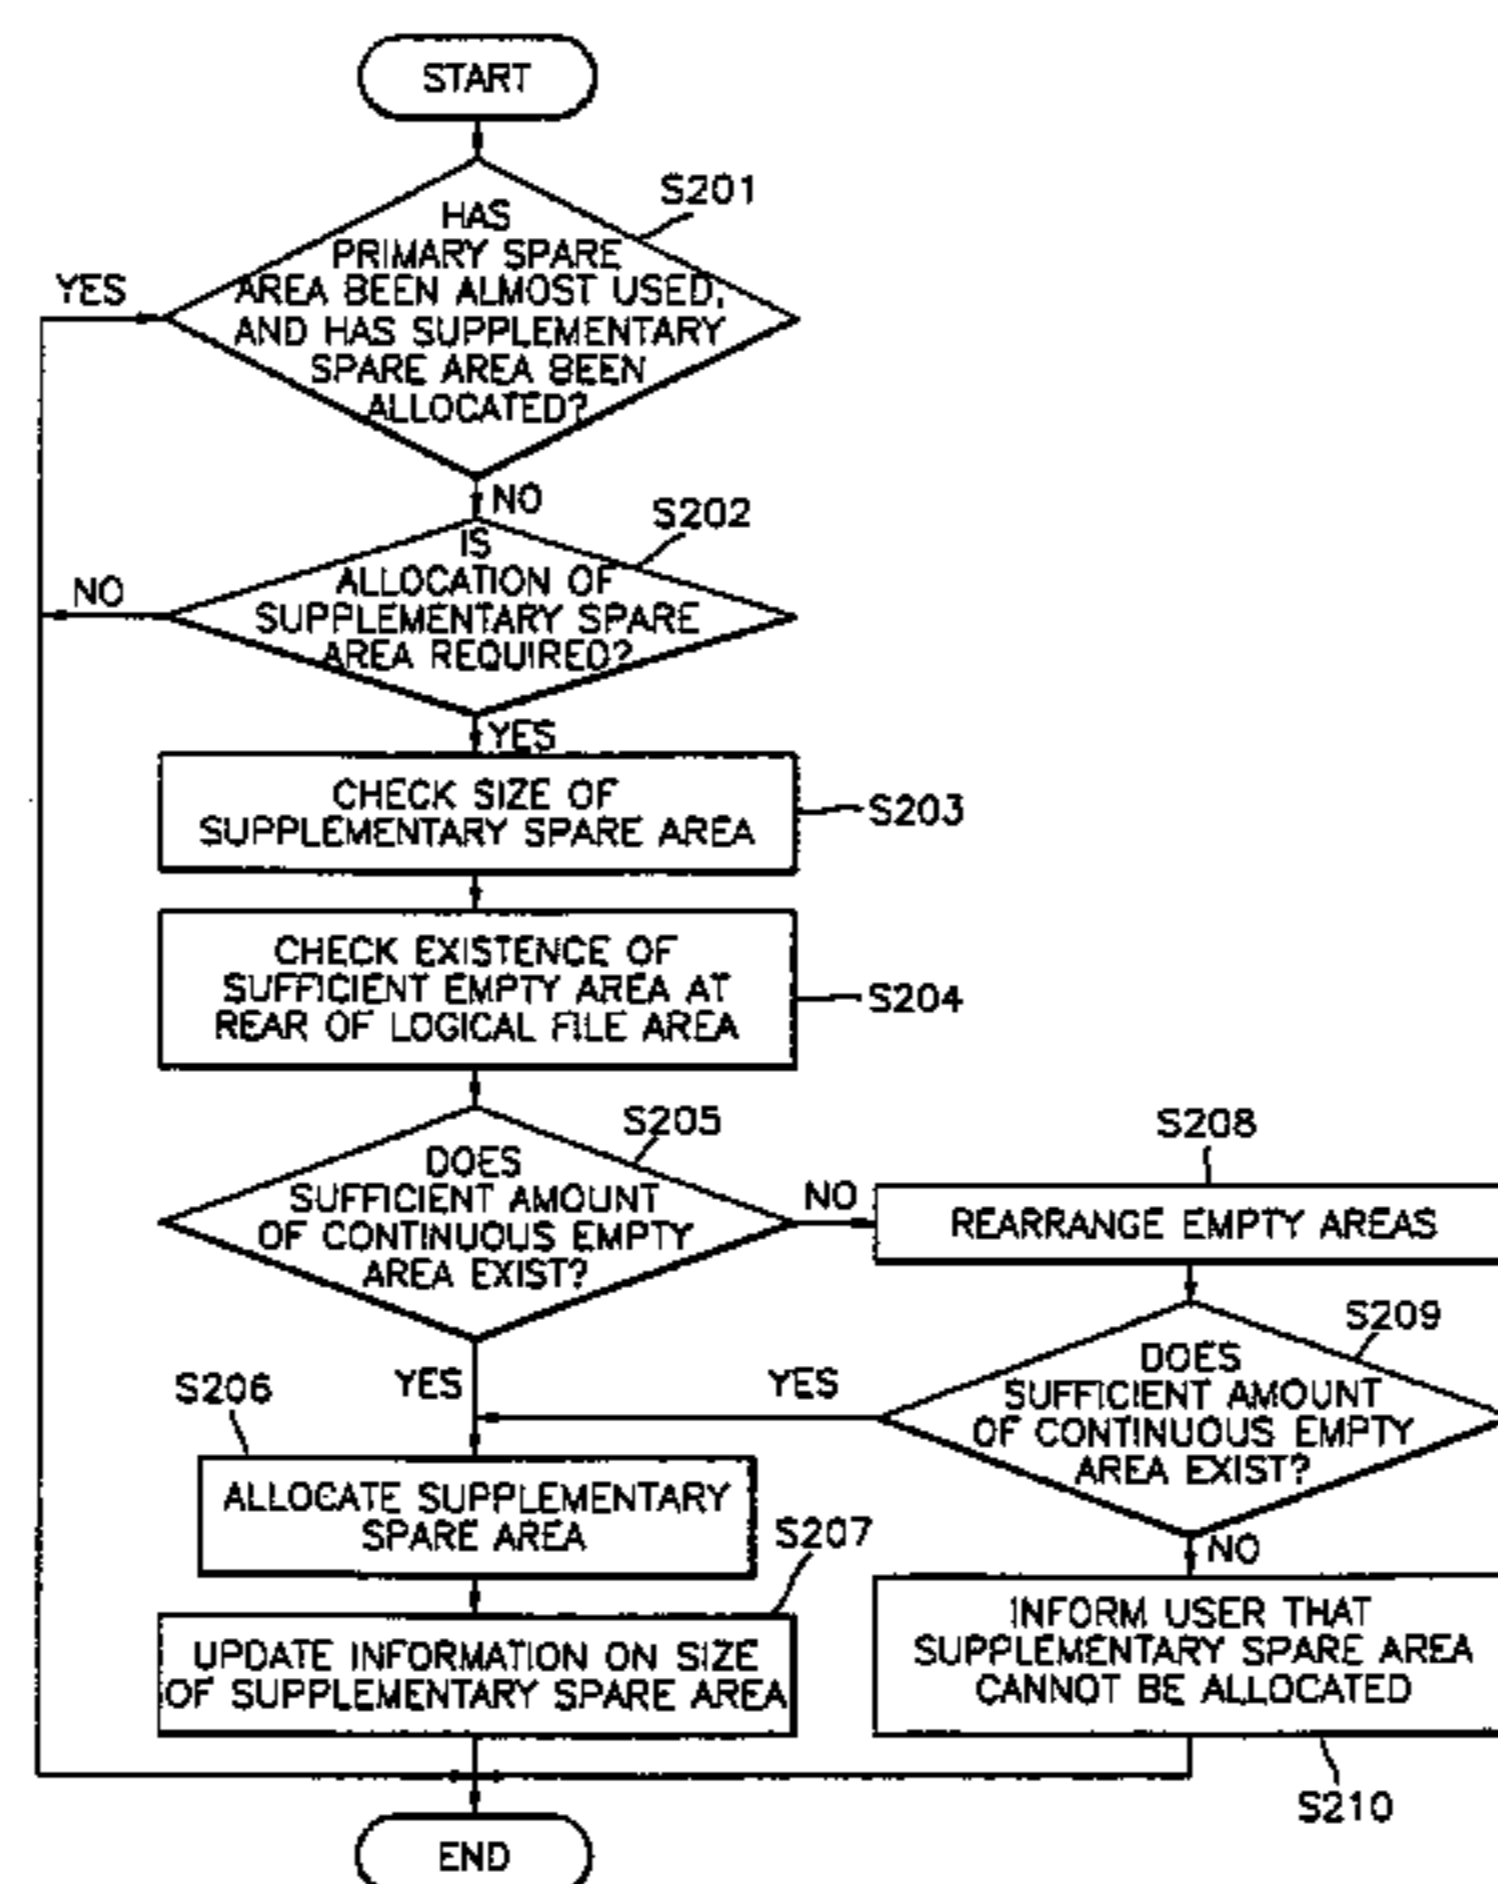 START
S201
HAS
PRIMARY SPARE
AREA BEEN ALMOST USED,
AND HAS SUPPLEMENTARY
SPARE AREA BEEN
ALLOCATED?
YES
NO
S202
IS
ALLOCATION OF
SUPPLEMENTARY SPARE
AREA REQUIRED?
NO
YES
CHECK SIZE OF
SUPPLEMENTARY SPARE AREA
S203
CHECK EXISTENCE OF
SUFFICIENT EMPTY AREA AT
REAR OF LOGICAL FILE AREA
S204
S205
DOES
SUFFICIENT AMOUNT
OF CONTINUOUS EMPTY
AREA EXIST?
NO
YES
S208
REARRANGE EMPTY AREAS
S209
DOES
SUFFICIENT AMOUNT
OF CONTINUOUS EMPTY
AREA EXIST?
YES
NO
S206
ALLOCATE SUPPLEMENTARY
SPARE AREA
S207
UPDATE INFORMATION ON SIZE
OF SUPPLEMENTARY SPARE AREA
INFORM USER THAT
SUPPLEMENTARY SPARE AREA
CANNOT BE ALLOCATED
S210
END